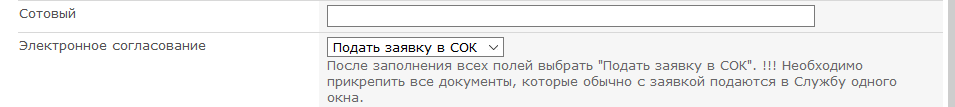 Сотовый
Электронное согласование
Подать заявку в СОК
После заполнения всех полей выбрать "Подать заявку в СОК". !!! Необходимо
прикрепить все документы, которые обычно с заявкой подаются в Службу одного
окна.